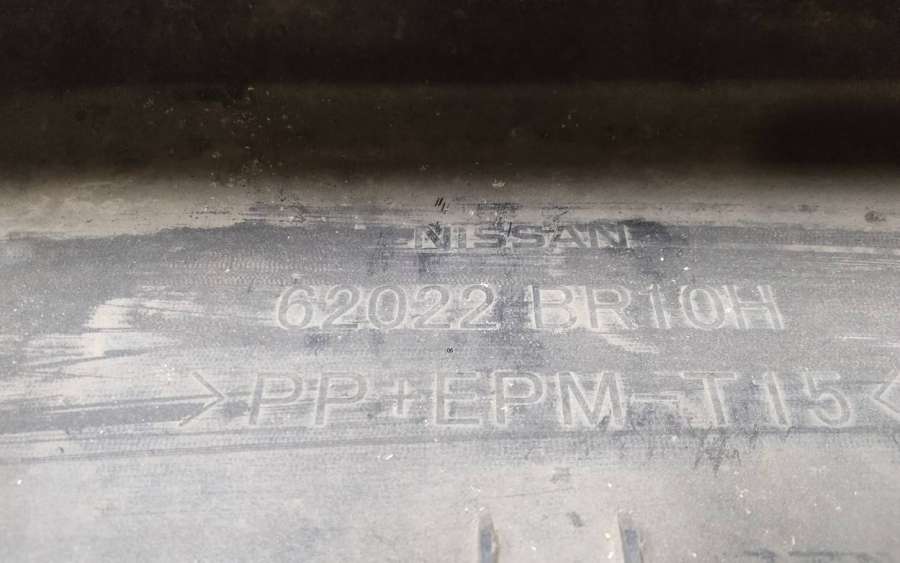 NISSAN
62022 BR10H
>PP+EPM-T15<